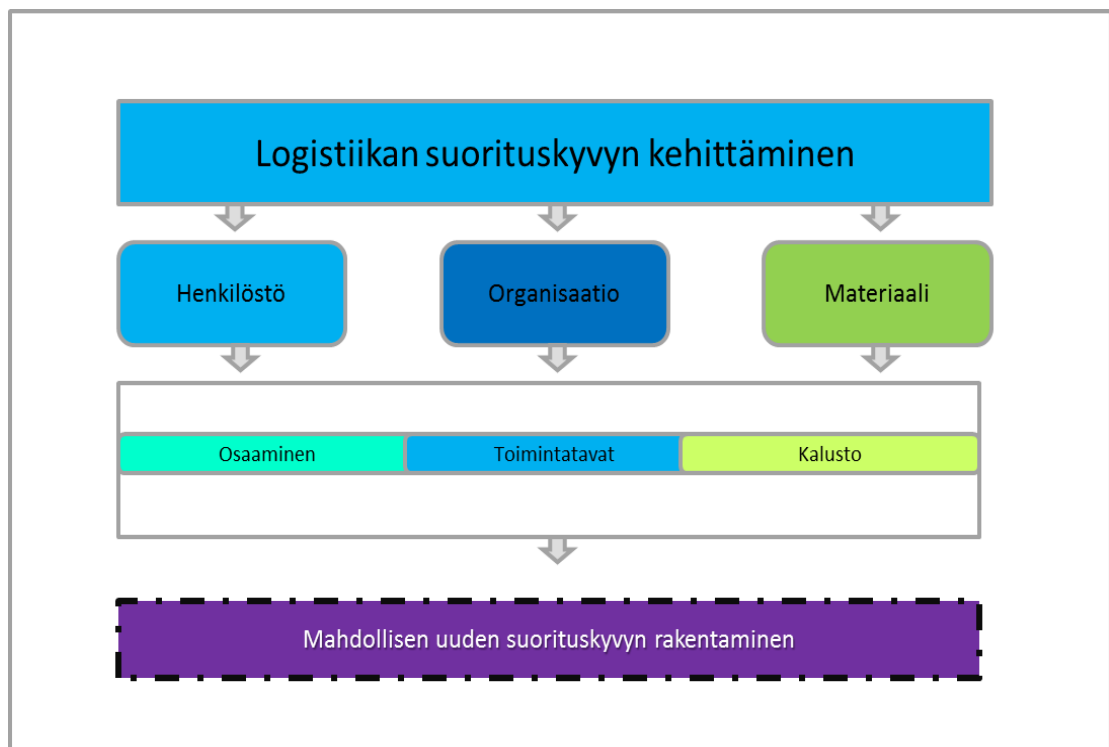 Logistiikan suorituskyvyn kehittäminen
Henkilöstö
Organisaatio
Materiaali
Osaaminen
Toimintatavat
Kalusto
Mahdollisen uuden suorituskyvyn rakentaminen